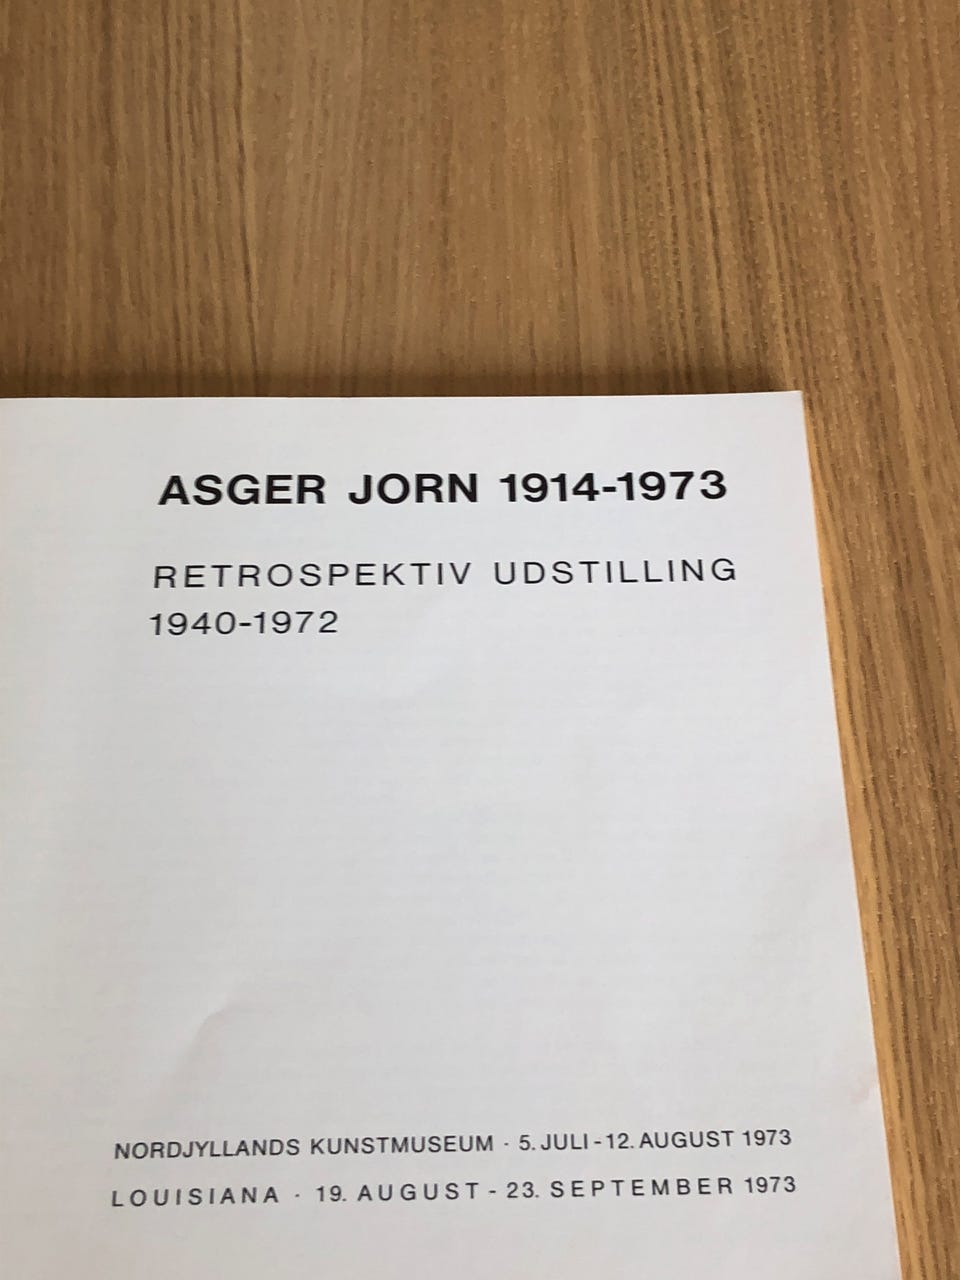 ASGER JORN 1914-1973
RETROSPEKTIV UDSTILLING
1940-1972
NORDJYLLANDS KUNSTMUSEUM · 5. JULI - 12. AUGUST 1973
LOUISIANA · 19. AUGUST - 23. SEPTEMBER 1973